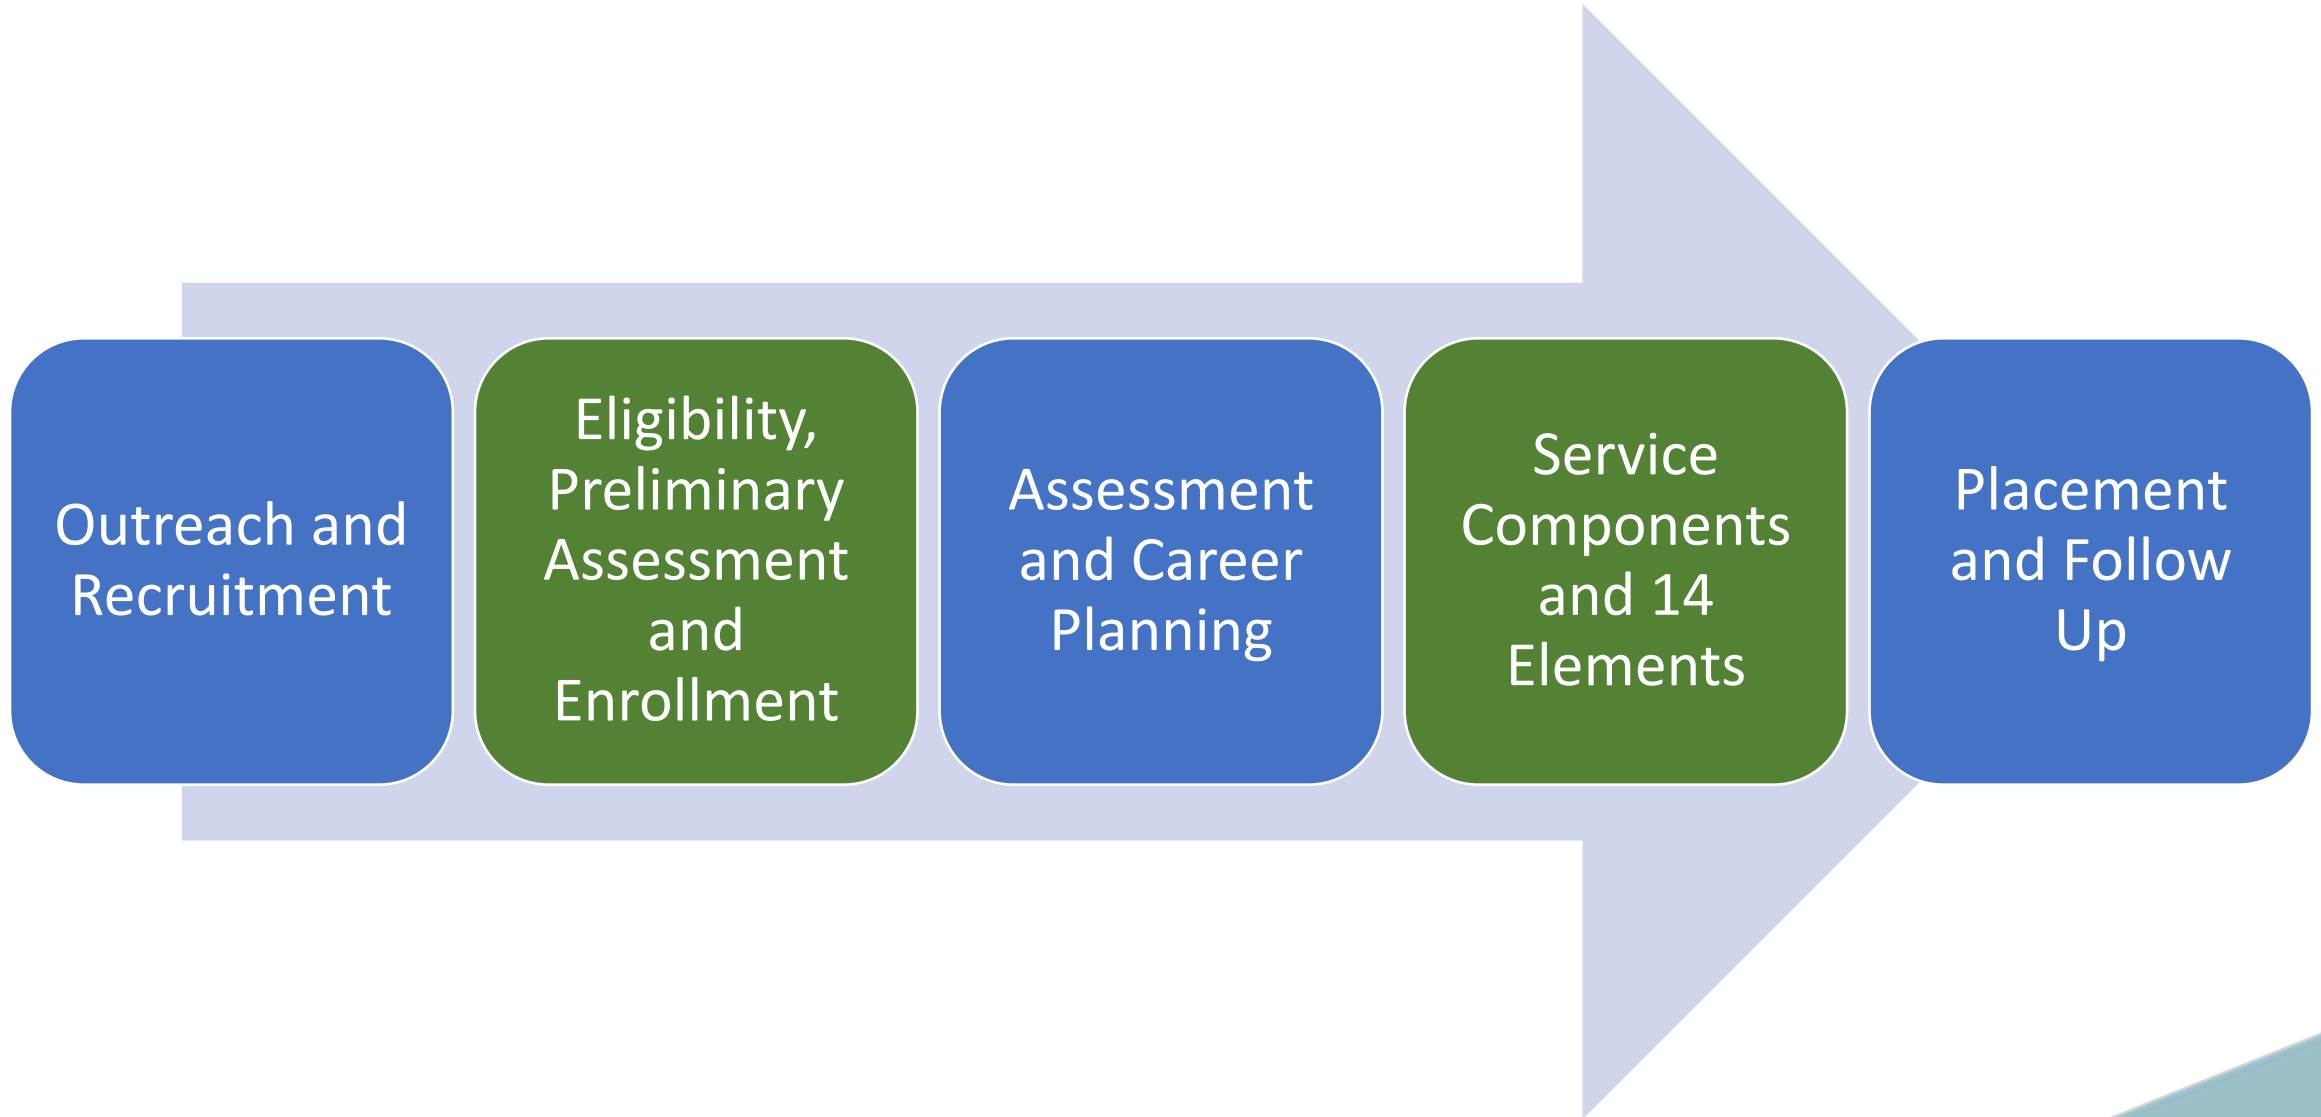 Outreach and
Recruitment
Eligibility,
Preliminary
Assessment
and
Enrollment
Assessment
and Career
Planning
Service
Components
and 14
Elements
Placement
and Follow
Up